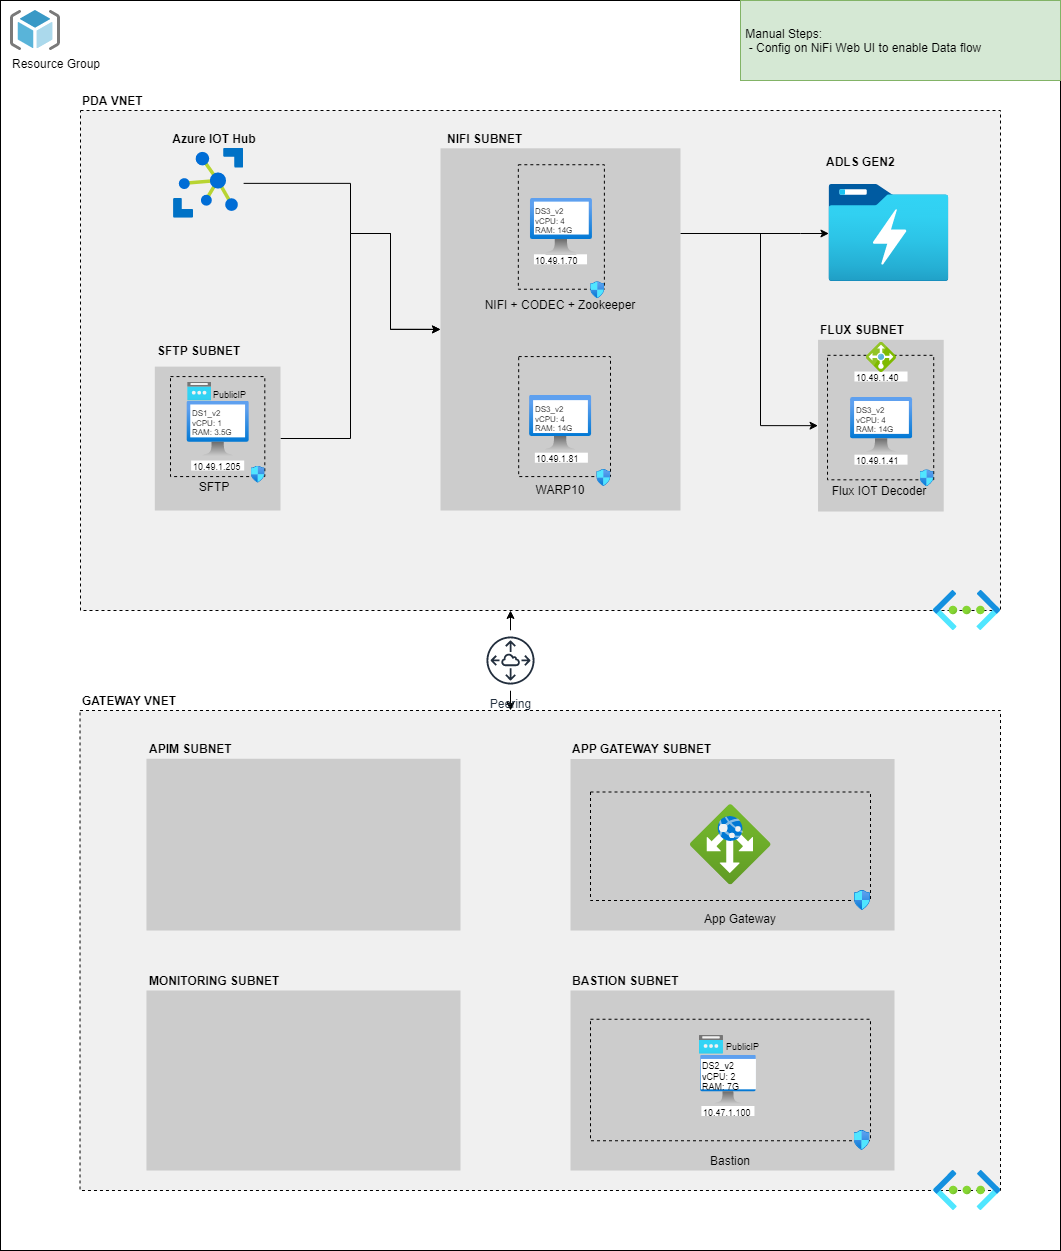 Resource Group
Manual Steps:
- Config on NiFi Web UI to enable Data flow
PDA VNET
Azure IOT Hub
NIFI SUBNET
DS3_v2
vCPU: 4
RAM: 14G
10.49.1.70
NIFI + CODEC + Zookeeper
DS3_v2
vCPU: 4
RAM: 14G
10.49.1.81
WARP10
ADLS GEN2
SFTP SUBNET
PublicIP
DS1_v2
vCPU: 1
RAM: 3.5G
10.49.1.205
SFTP
FLUX SUBNET
10.49.1.40
DS3_v2
vCPU: 4
RAM: 14G
10.49.1.41
Flux IOT Decoder
Peering
GATEWAY VNET
APIM SUBNET
APP GATEWAY SUBNET
App Gateway
MONITORING SUBNET
BASTION SUBNET
PublicIP
DS2_v2
vCPU: 2
RAM: 7G
10.47.1.100
Bastion